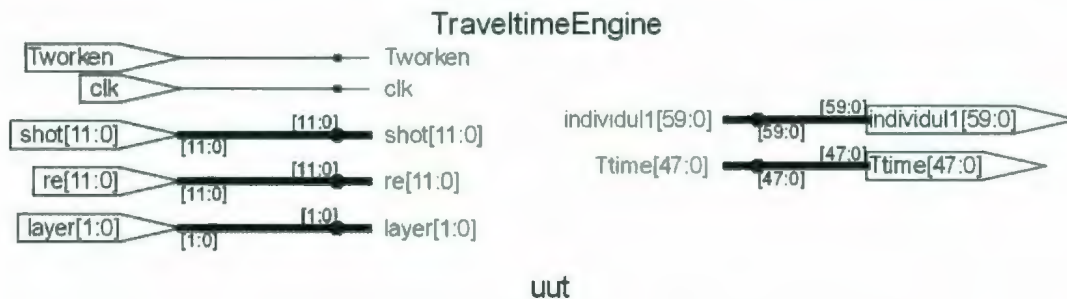 TraveltimeEngine
Tworken Tworken
clk clk
shot[11:0] [11:0] [11:0] shot[11:0]
re[11:0] [11:0] [11:0] re[11:0]
layer[1:0] [1:0] [1:0] layer[1:0]
individul1[59:0] [59:0] [59:0] individul1[59:0]
Ttime[47:0] [47:0] [47:0] Ttime[47:0]
uut